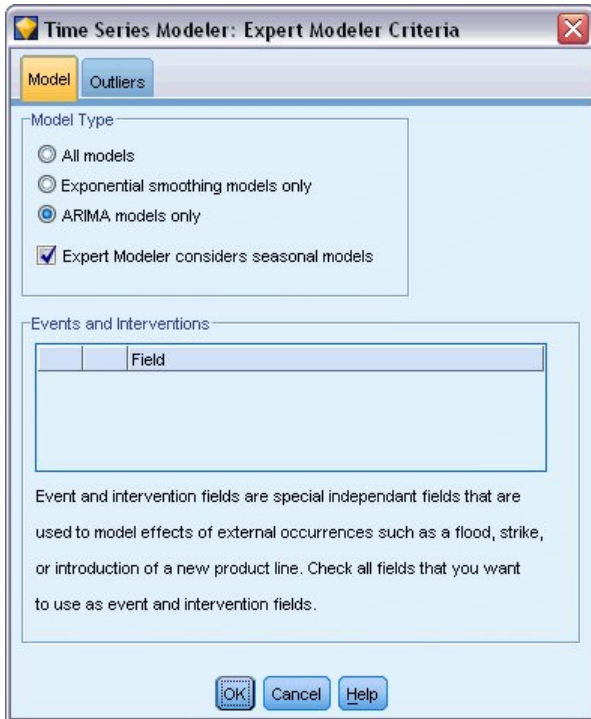 Time Series Modeler: Expert Modeler Criteria
Model
Outliers
Model Type
All models
Exponential smoothing models only
ARIMA models only
Expert Modeler considers seasonal models
Events and Interventions
Field
Event and intervention fields are special independant fields that are
used to model effects of external occurrences such as a flood, strike,
or introduction of a new product line. Check all fields that you want
to use as event and intervention fields.
OK
Cancel
Help